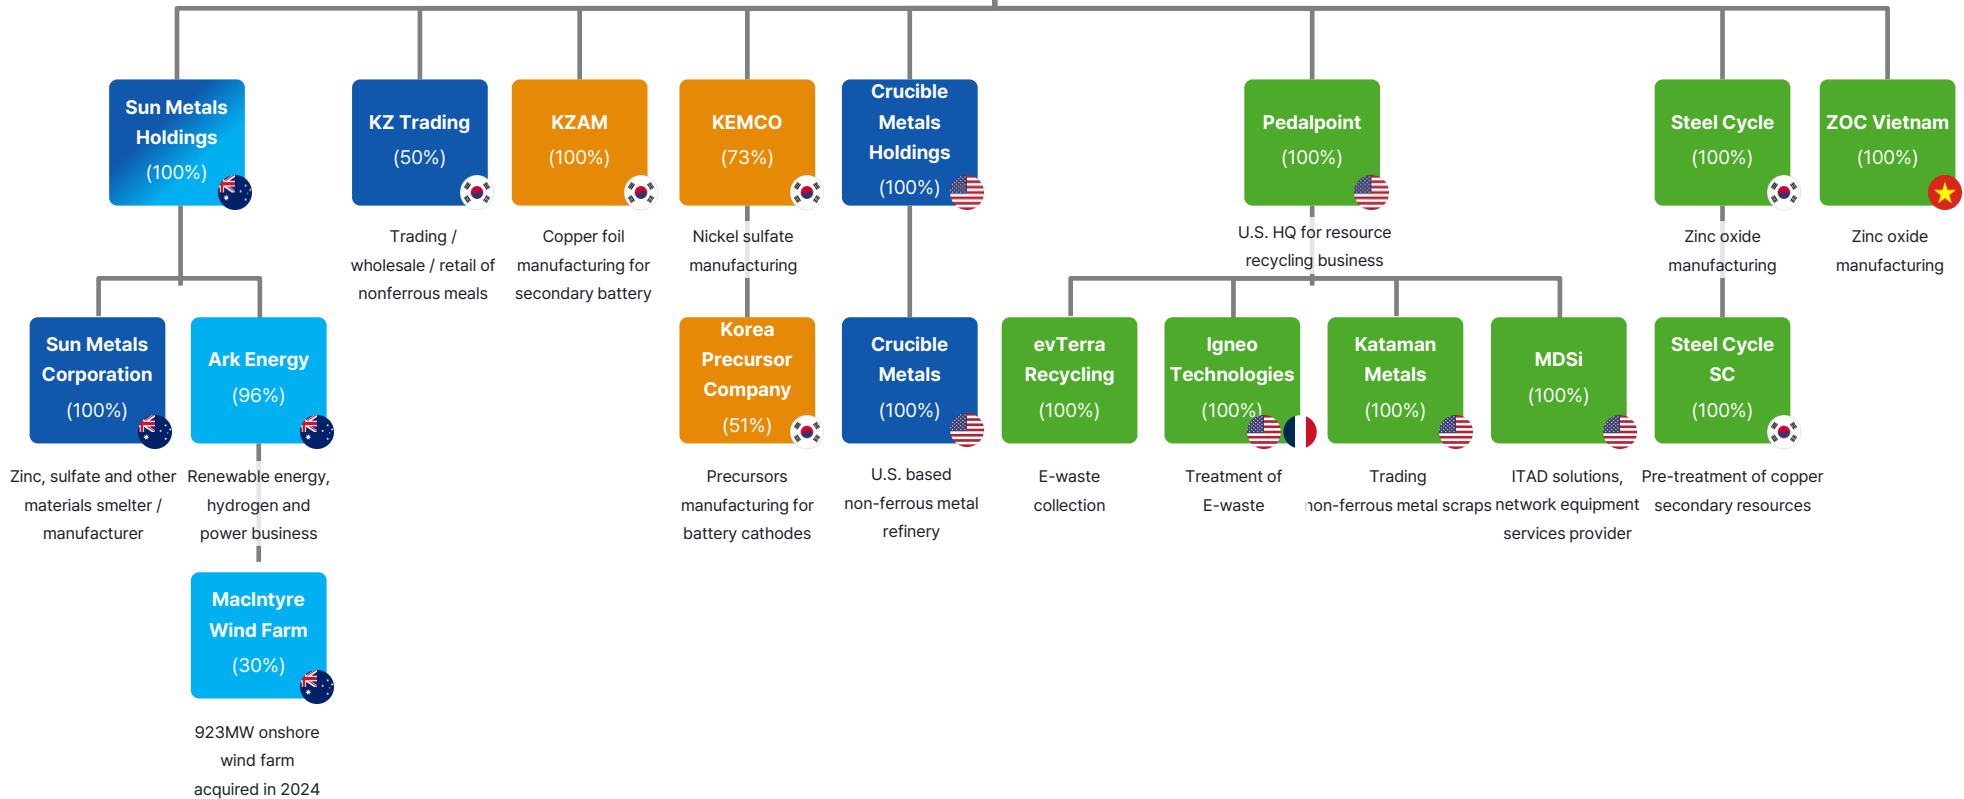 Sun Metals
Holdings
(100%)
KZ Trading
(50%)
Trading /
wholesale / retail of
nonferrous meals
KZAM
(100%)
Copper foil
manufacturing for
secondary battery
KEMCO
(73%)
Nickel sulfate
manufacturing
Crucible
Metals
Holdings
(100%)
Pedalpoint
(100%)
U.S. HQ for resource
recycling business
Steel Cycle
(100%)
Zinc oxide
manufacturing
ZOC Vietnam
(100%)
Zinc oxide
manufacturing
Sun Metals
Corporation
(100%)
Zinc, sulfate and other
materials smelter /
manufacturer
Ark Energy
(96%)
Renewable energy,
hydrogen and
power business
Korea
Precursor
Company
(51%)
Precursors
manufacturing for
battery cathodes
Crucible
Metals
(100%)
U.S. based
non-ferrous metal
refinery
evTerra
Recycling
(100%)
E-waste
collection
Igneo
Technologies
(100%)
Treatment of
E-waste
Kataman
Metals
(100%)
Trading
non-ferrous metal scraps
MDSi
(100%)
ITAD solutions,
network equipment
services provider
Steel Cycle
SC
(100%)
Pre-treatment of copper
secondary resources
MacIntyre
Wind Farm
(30%)
923MW onshore
wind farm
acquired in 2024